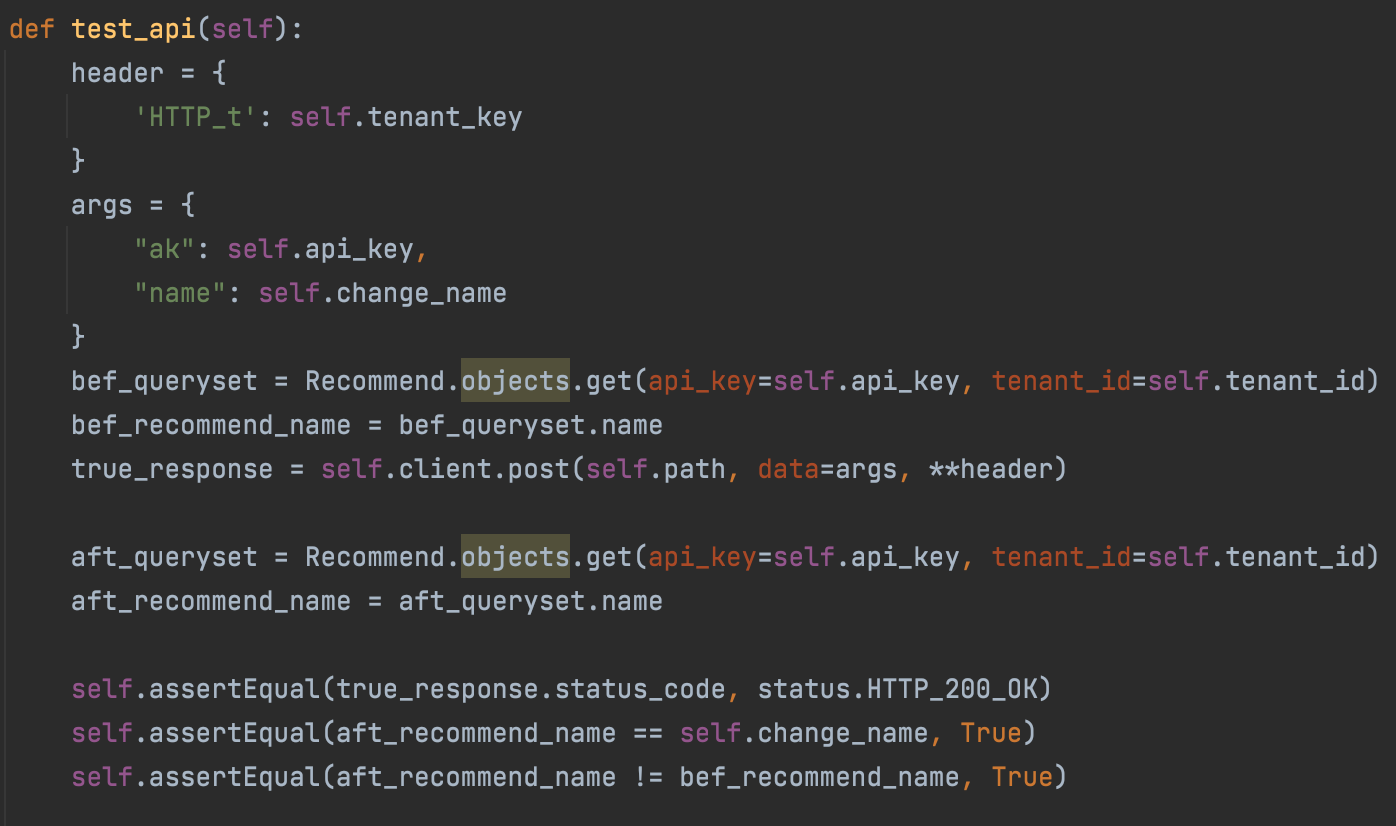 def test_api(self):
    header = {
        'HTTP_t': self.tenant_key
    }
    args = {
        "ak": self.api_key,
        "name": self.change_name
    }
    bef_queryset = Recommend.objects.get(api_key=self.api_key, tenant_id=self.tenant_id)
    bef_recommend_name = bef_queryset.name
    true_response = self.client.post(self.path, data=args, **header)

    aft_queryset = Recommend.objects.get(api_key=self.api_key, tenant_id=self.tenant_id)
    aft_recommend_name = aft_queryset.name

    self.assertEqual(true_response.status_code, status.HTTP_200_OK)
    self.assertEqual(aft_recommend_name == self.change_name, True)
    self.assertEqual(aft_recommend_name != bef_recommend_name, True)